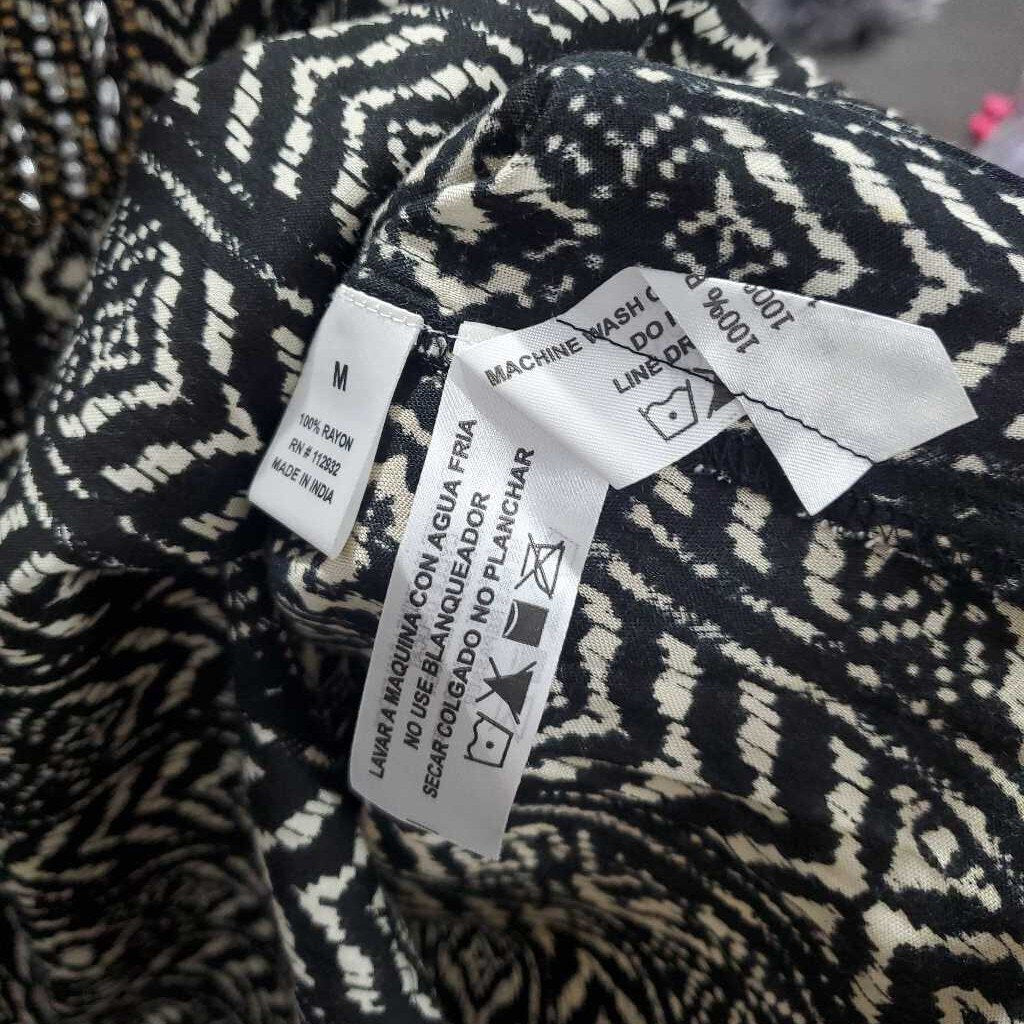 M
100% RAYON
RN # 112932
MADE IN INDIA
LAVAR A MAQUINA CON AGUA FRIA
NO USE BLANQUEADOR
SECAR COLGADO NO PLANCHAR
MACHINE WASH
DO
LINE
100%
100%